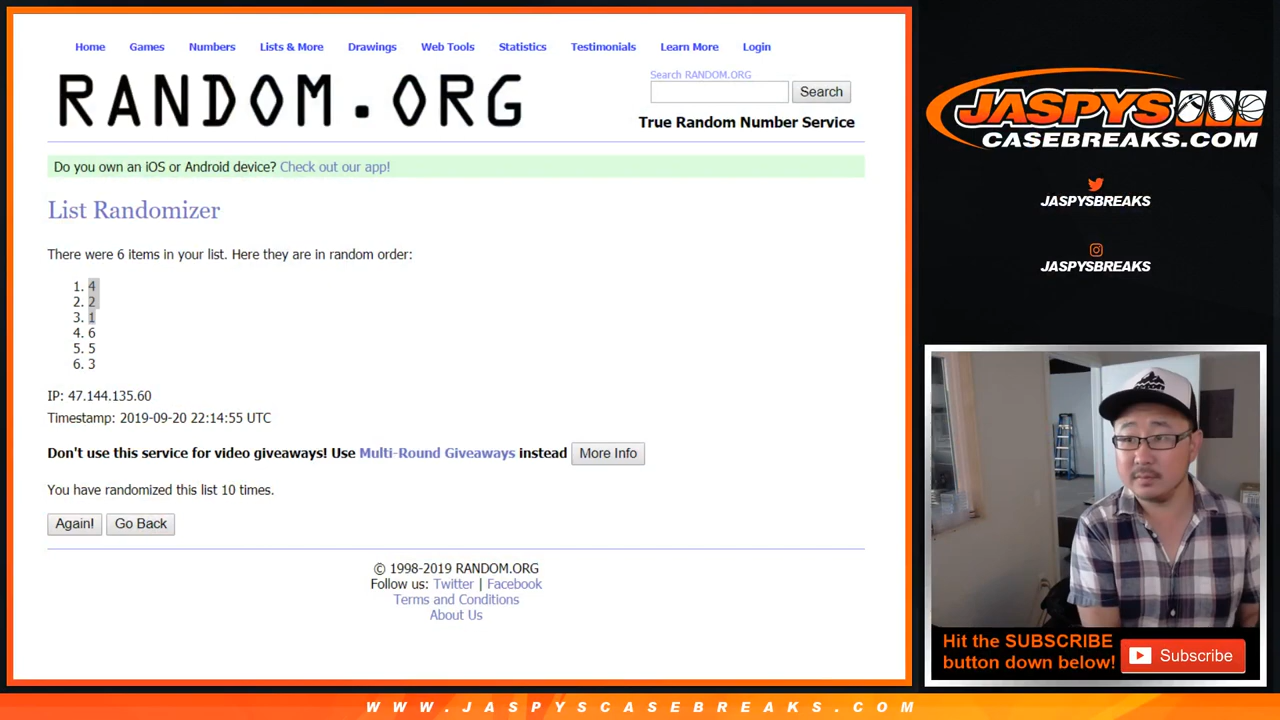 Home Games Numbers Lists & More Drawings Web Tools Statistics Testimonials Learn More Login
RANDOM.ORG
Search RANDOM.ORG
Search
True Random Number Service
Do you own an iOS or Android device? Check out our app!
List Randomizer
There were 6 items in your list. Here they are in random order:
1. 4
2. 2
3. 1
4. 6
5. 5
6. 3
IP: 47.144.135.60
Timestamp: 2019-09-20 22:14:55 UTC
Don't use this service for video giveaways! Use Multi-Round Giveaways instead More Info
You have randomized this list 10 times.
Again! Go Back
© 1998-2019 RANDOM.ORG
Follow us: Twitter | Facebook
Terms and Conditions
About Us
JASPYS
CASEBREAKS.COM
JASPYSBREAKS
JASPYSBREAKS
Hit the SUBSCRIBE
button down below!
Subscribe
WWW.JASPYSCASEBREAKS.COM